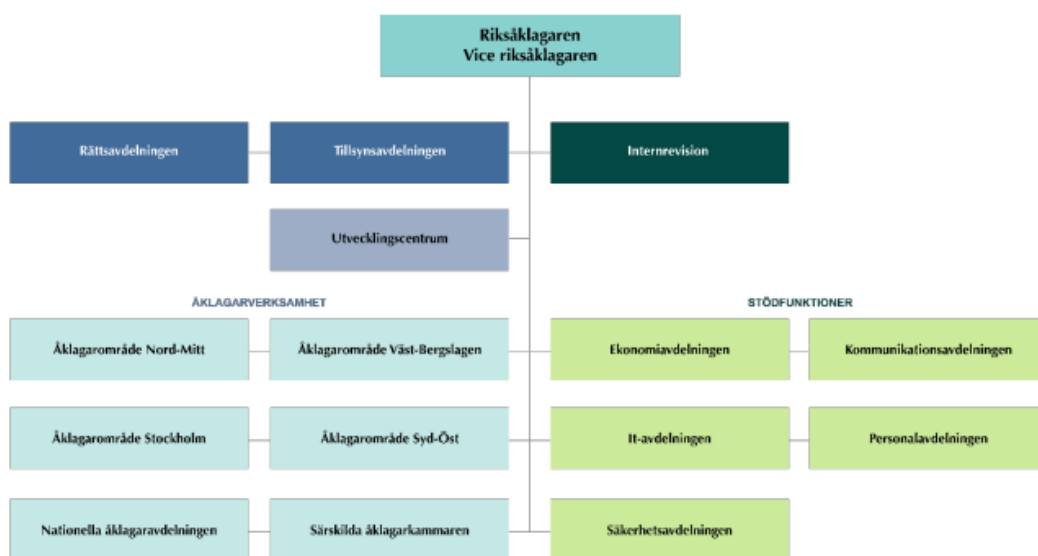 Riksåklagaren
Vice riksåklagaren
Rättsavdelningen
Tillsynsavdelningen
Internrevision
Utvecklingscentrum
ÅKLAGARVERKSAMHET
STÖDFUNKTIONER
Åklagarområde Nord-Mitt
Åklagarområde Väst-Bergslagen
Ekonomiavdelningen
Kommunikationsavdelningen
Åklagarområde Stockholm
Åklagarområde Syd-Öst
It-avdelningen
Personalavdelningen
Nationella åklagaravdelningen
Särskilda åklagarkammaren
Säkerhetsavdelningen